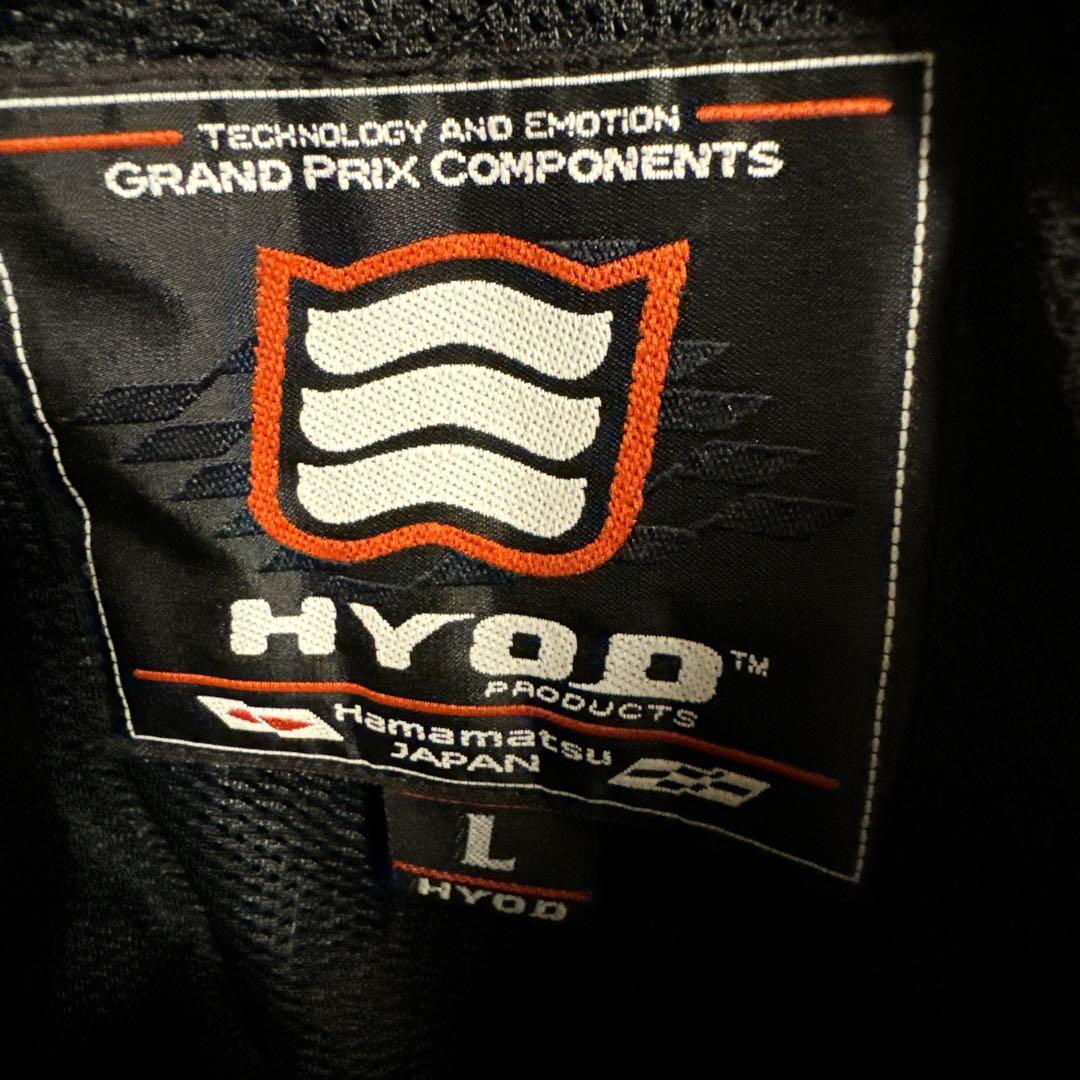 TECHNOLOGY AND EMOTION
GRAND PRIX COMPONENTS
HYOD™
PRODUCTS
Hamamatsu
JAPAN
L
HYOD